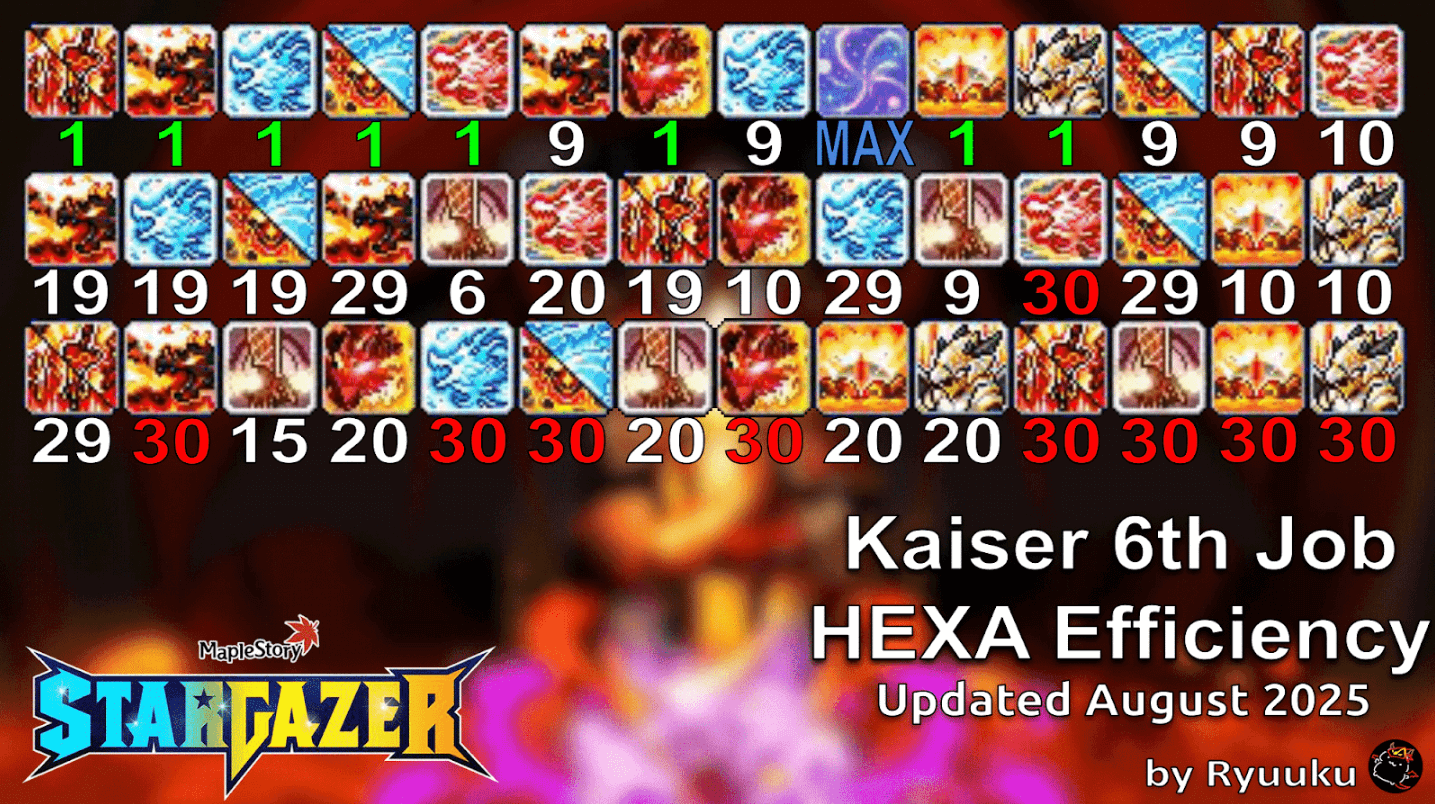 1 1 1 1 1 9 1 9 MAX 1 1 9 9 10
19 19 19 29 6 20 19 10 29 9 30 29 10 10
29 30 15 20 30 30 20 30 20 20 30 30 30 30
Kaiser 6th Job
HEXA Efficiency
Updated August 2025
MapleStory
STARGAZER
by Ryuuku